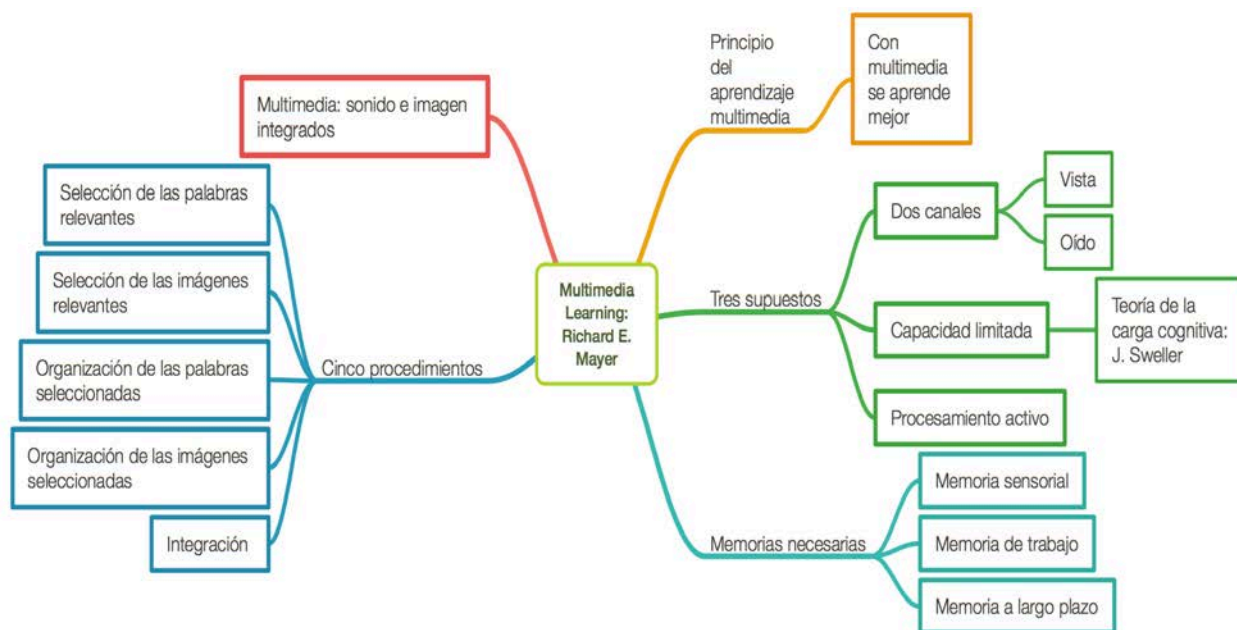 Multimedia: sonido e imagen
integrados
Selección de las palabras
relevantes
Selección de las imágenes
relevantes
Organización de las palabras
seleccionadas
Organización de las imágenes
seleccionadas
Integración
Cinco procedimientos
Multimedia
Learning:
Richard E.
Mayer
Principio
del
aprendizaje
multimedia
Con
multimedia
se aprende
mejor
Tres supuestos
Dos canales
Vista
Oído
Capacidad limitada
Teoría de la
carga cognitiva:
J. Sweller
Procesamiento activo
Memorias necesarias
Memoria sensorial
Memoria de trabajo
Memoria a largo plazo